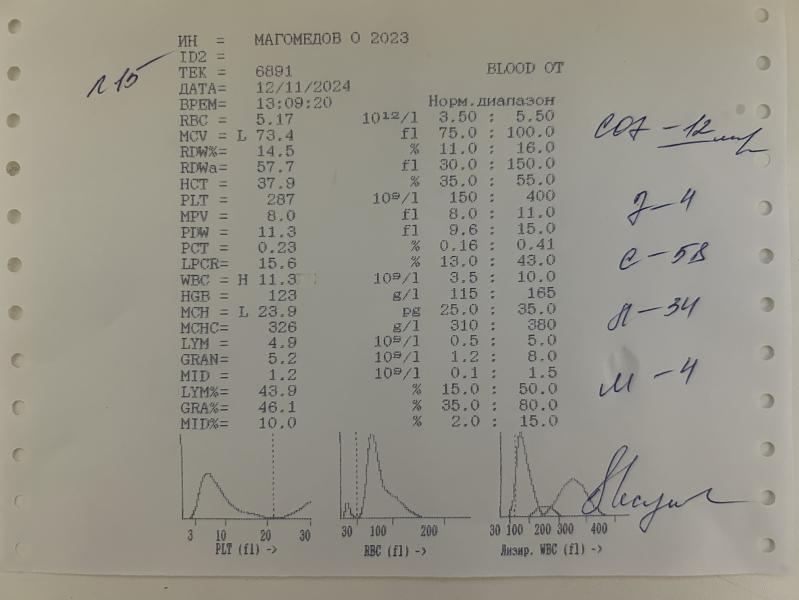 ИН = МАГОМЕДОВ О 2023
ID2 =
л 15
ТЕК = 6891 BLOOD OT
ДАТА= 12/11/2024
ВРЕМ= 13:09:20 Норм.диапазон
RBC = 5.17 10¹²/l 3.50 : 5.50
MCV = L 73.4 fl 75.0 : 100.0
RDW%= 14.5 % 11.0 : 16.0
RDWa= 57.7 fl 30.0 : 150.0
HCT = 37.9 % 35.0 : 55.0
PLT = 287 10⁹/l 150 : 400
MPV = 8.0 fl 8.0 : 11.0
PDW = 11.3 fl 9.6 : 15.0
PCT = 0.23 % 0.16 : 0.41
LPCR= 15.6 % 13.0 : 43.0
WBC = H 11.3 10⁹/l 3.5 : 10.0
HGB = 123 g/l 115 : 165
MCH = L 23.9 pg 25.0 : 35.0
MCHC= 326 g/l 310 : 380
LYM = 4.9 10⁹/l 0.5 : 5.0
GRAN= 5.2 10⁹/l 1.2 : 8.0
MID = 1.2 10⁹/l 0.1 : 1.5
LYM%= 43.9 % 15.0 : 50.0
GRA%= 46.1 % 35.0 : 80.0
MID%= 10.0 % 2.0 : 15.0
СОЭ - 12 мм/
Э - 4
С - 58
Л - 34
М - 4
3 10 20 30
PLT (fl) ->
30 100 200
RBC (fl) ->
30 100 200 300 400
Лизир. WBC (fl) ->